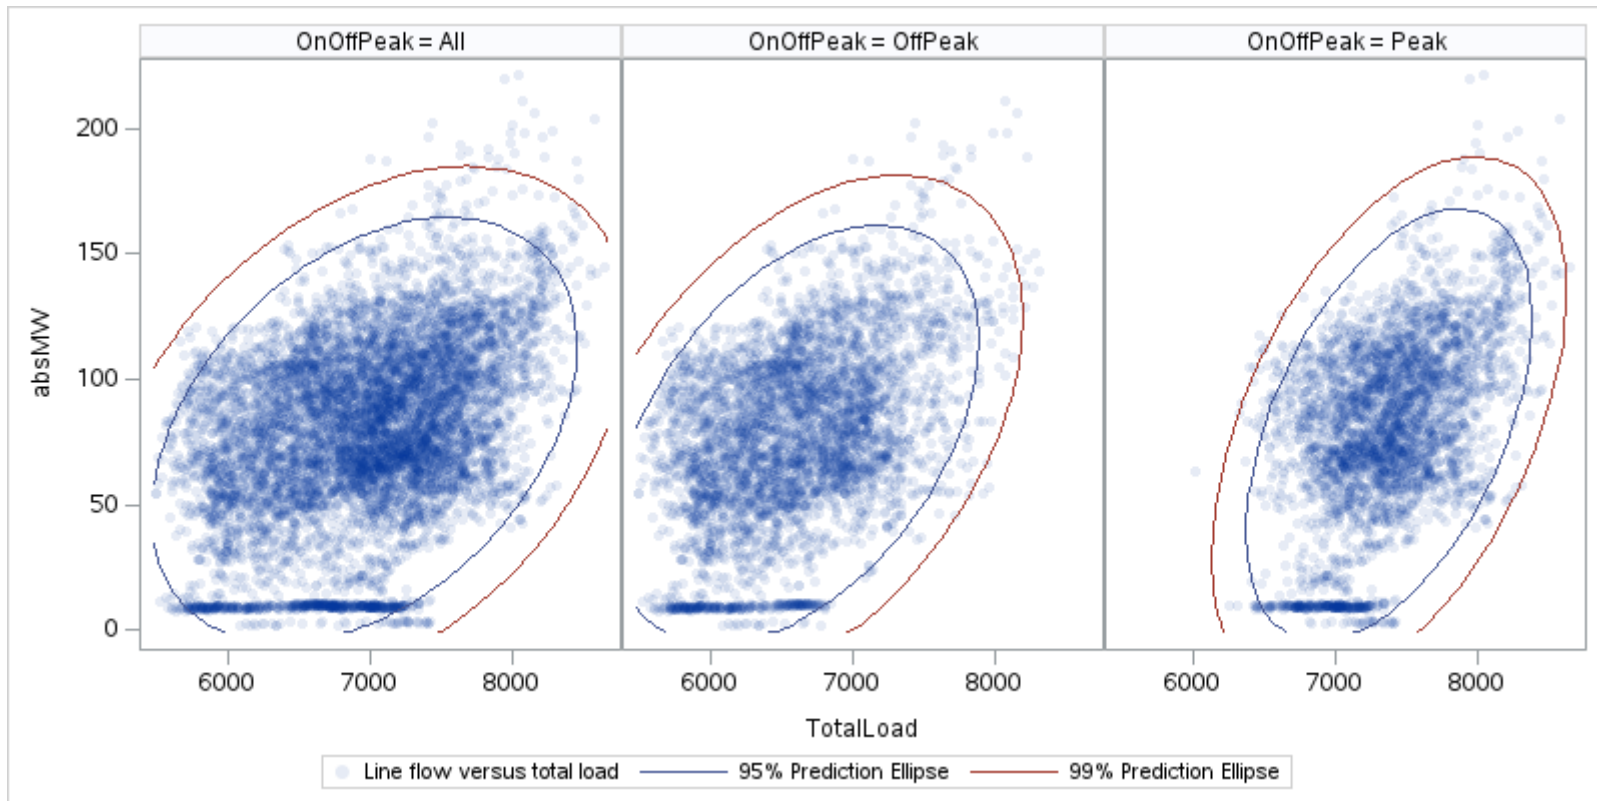 OnOffPeak = All
OnOffPeak = OffPeak
OnOffPeak = Peak
200
150
100
50
0
absMW
6000 7000 8000
6000 7000 8000
6000 7000 8000
TotalLoad
Line flow versus total load
95% Prediction Ellipse
99% Prediction Ellipse